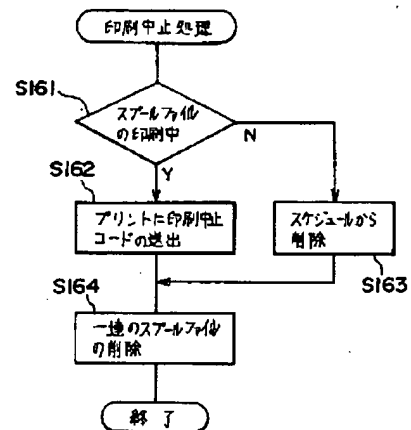 印刷中止処理
S161
スプールファイル
の印刷中
N
Y
S162
プリントに印刷中止
コードの送出
スケジュールから
削除
S163
S164
一連のスプールファイル
の削除
終了